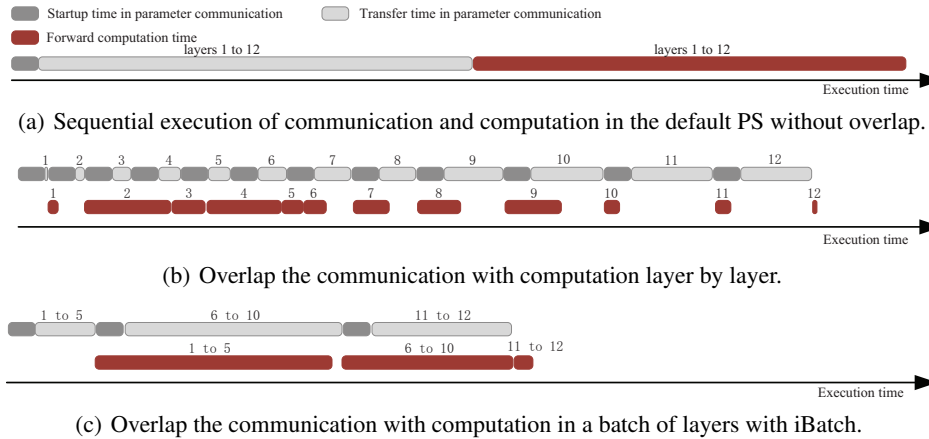 Startup time in parameter communication
Transfer time in parameter communication
Forward computation time
layers 1 to 12
layers 1 to 12
Execution time
(a) Sequential execution of communication and computation in the default PS without overlap.
1 2 3 4 5 6 7 8 9 10 11 12
1 2 3 4 5 6 7 8 9 10 11 12
Execution time
(b) Overlap the communication with computation layer by layer.
1 to 5 6 to 10 11 to 12
1 to 5 6 to 10 11 to 12
Execution time
(c) Overlap the communication with computation in a batch of layers with iBatch.